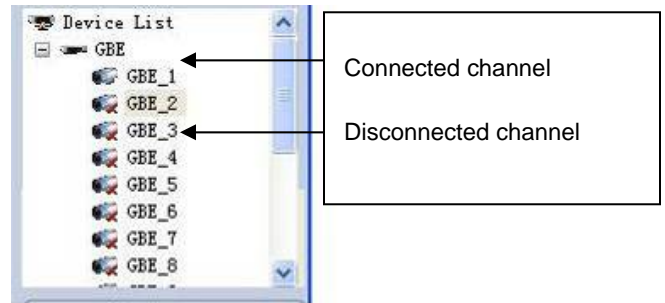 Device List
GBE
GBE_1
GBE_2
GBE_3
GBE_4
GBE_5
GBE_6
GBE_7
GBE_8
Connected channel
Disconnected channel